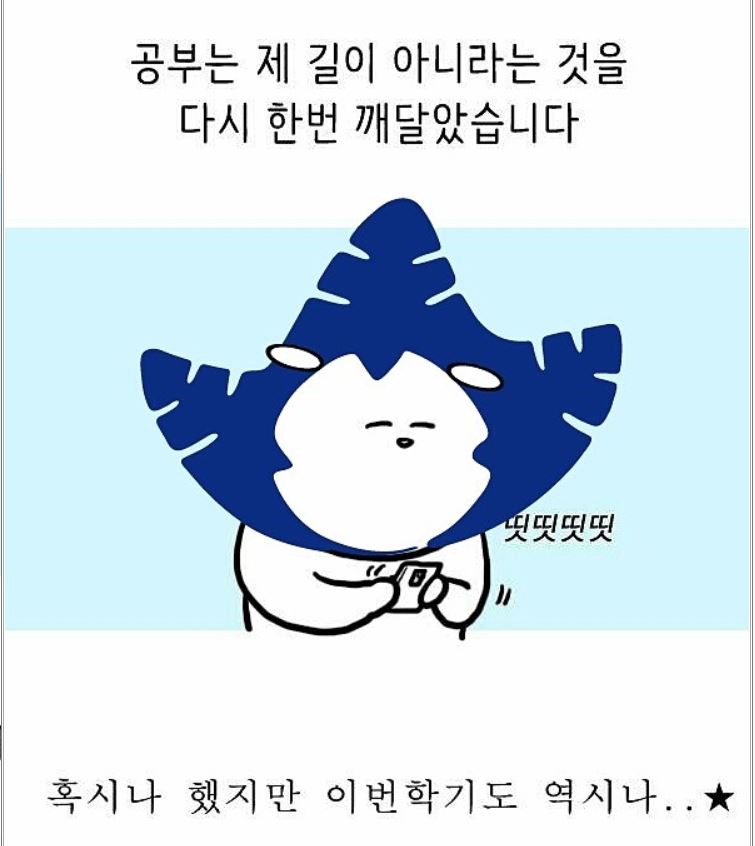 공부는 제 길이 아니라는 것을
다시 한번 깨달았습니다
띳띳띳띳
혹시나 했지만 이번학기도 역시나..★